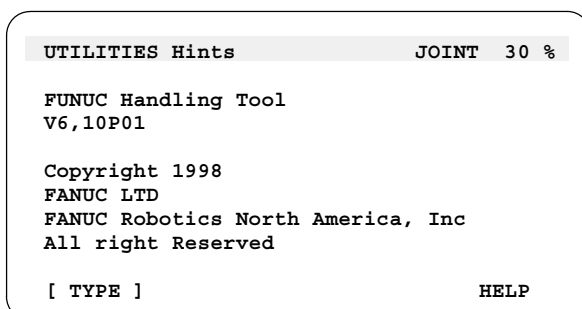 UTILITIES Hints JOINT 30 %
FUNUC Handling Tool
V6,10P01
Copyright 1998
FANUC LTD
FANUC Robotics North America, Inc
All right Reserved
[ TYPE ] HELP